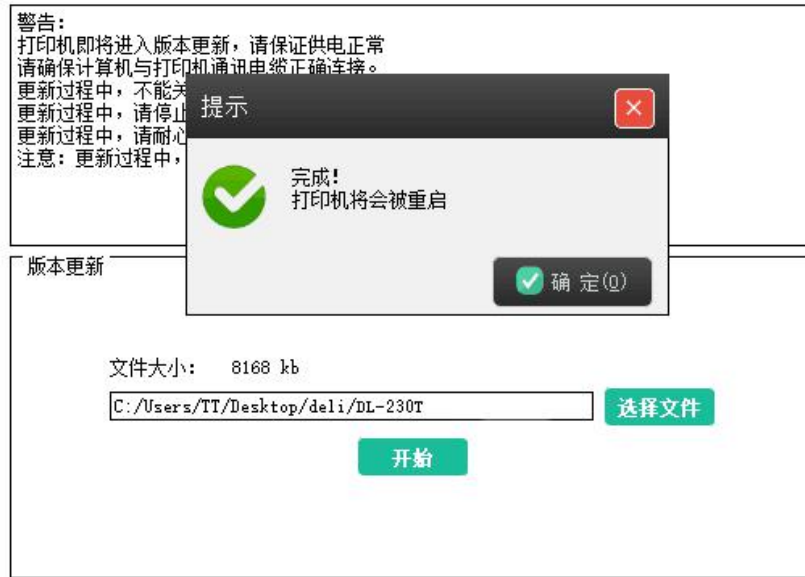 警告：
打印机即将进入版本更新，请保证供电正常
请确保计算机与打印机通讯电缆正确连接。
更新过程中，不能关
更新过程中，请停止
更新过程中，请耐心
注意：更新过程中，
提示
完成!
打印机将会被重启
确 定(O)
版本更新
文件大小： 8168 kb
C:/Users/TT/Desktop/deli/DL-230T
选择文件
开始